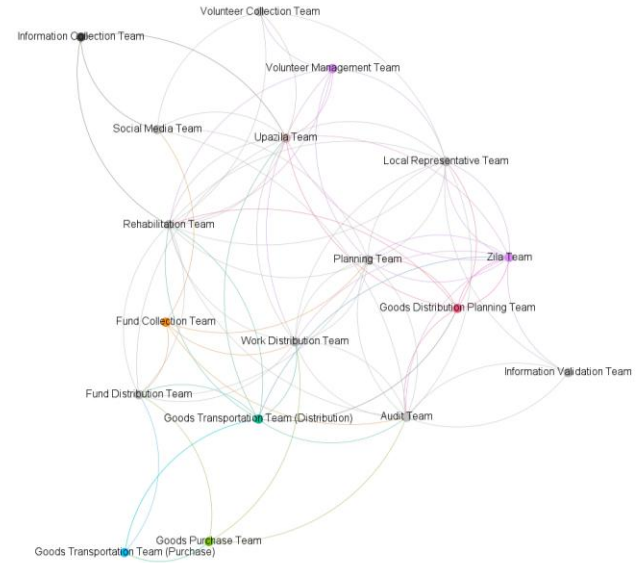 Volunteer Collection Team
Information Collection Team
Volunteer Management Team
Social Media Team
Upazila Team
Local Representative Team
Rehabilitation Team
Planning Team
Zila Team
Goods Distribution Planning Team
Fund Collection Team
Work Distribution Team
Information Validation Team
Fund Distribution Team
Goods Transportation Team (Distribution)
Audit Team
Goods Purchase Team
Goods Transportation Team (Purchase)